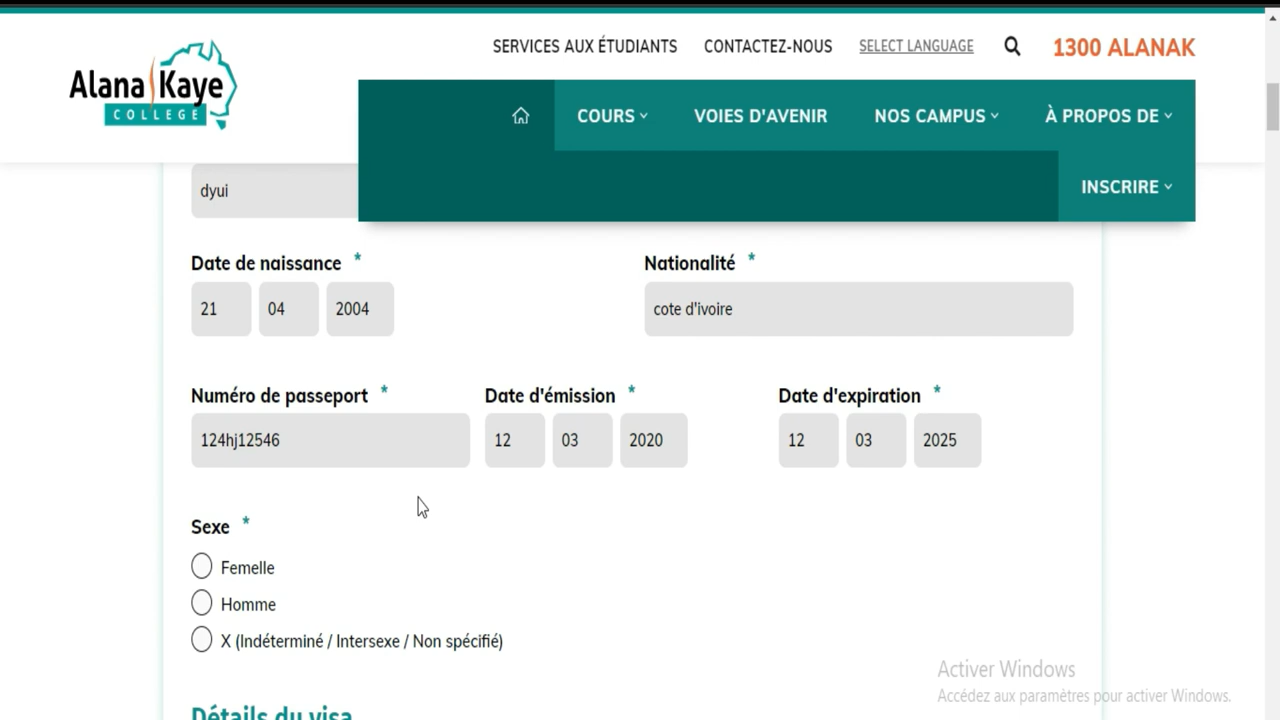 SERVICES AUX ÉTUDIANTS CONTACTEZ-NOUS SELECT LANGUAGE 1300 ALANAK
Alana Kaye
COLLEGE
COURS VOIES D'AVENIR NOS CAMPUS À PROPOS DE
INSCRIRE
dyui
Date de naissance * Nationalité *
21 04 2004 cote d'ivoire
Numéro de passeport * Date d'émission * Date d'expiration *
124hj12546 12 03 2020 12 03 2025
Sexe *
Femelle
Homme
X (Indéterminé / Intersexe / Non spécifié)
Détails du visa
Activer Windows
Accédez aux paramètres pour activer Windows.